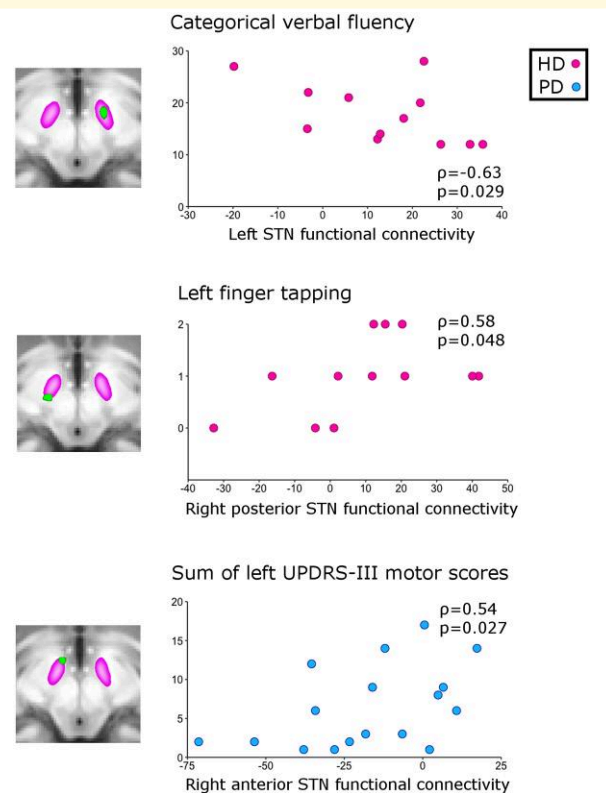 Categorical verbal fluency
HD
PD
30
20
10
0
-30 -20 -10 0 10 20 30 40
ρ=-0.63
p=0.029
Left STN functional connectivity
Left finger tapping
2
1
0
ρ=0.58
p=0.048
-40 -30 -20 -10 0 10 20 30 40 50
Right posterior STN functional connectivity
Sum of left UPDRS-III motor scores
20
15
10
5
0
ρ=0.54
p=0.027
-75 -50 -25 0 25
Right anterior STN functional connectivity